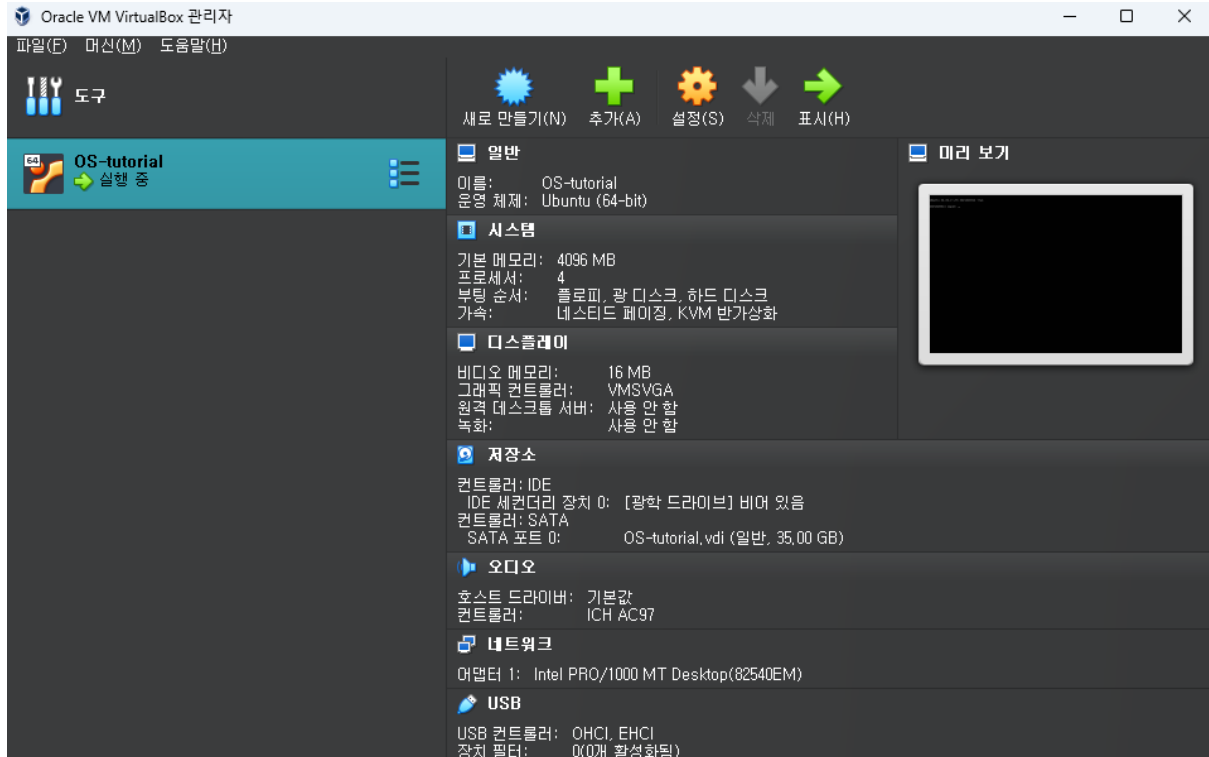 Oracle VM VirtualBox 관리자
파일(F) 머신(M) 도움말(H)
도구
새로 만들기(N) 추가(A) 설정(S) 삭제 표시(H)
64
OS-tutorial
실행 중
일반
이름: OS-tutorial
운영 체제: Ubuntu (64-bit)
시스템
기본 메모리: 4096 MB
프로세서: 4
부팅 순서: 플로피, 광 디스크, 하드 디스크
가속: 네스티드 페이징, KVM 반가상화
디스플레이
비디오 메모리: 16 MB
그래픽 컨트롤러: VMSVGA
원격 데스크톱 서버: 사용 안 함
녹화: 사용 안 함
미리 보기
저장소
컨트롤러: IDE
IDE 세컨더리 장치 0: [광학 드라이브] 비어 있음
컨트롤러: SATA
SATA 포트 0: OS-tutorial.vdi (일반, 35.00 GB)
오디오
호스트 드라이버: 기본값
컨트롤러: ICH AC97
네트워크
어댑터 1: Intel PRO/1000 MT Desktop(82540EM)
USB
USB 컨트롤러: OHCI, EHCI
장치 필터: 0(0개 활성화됨)